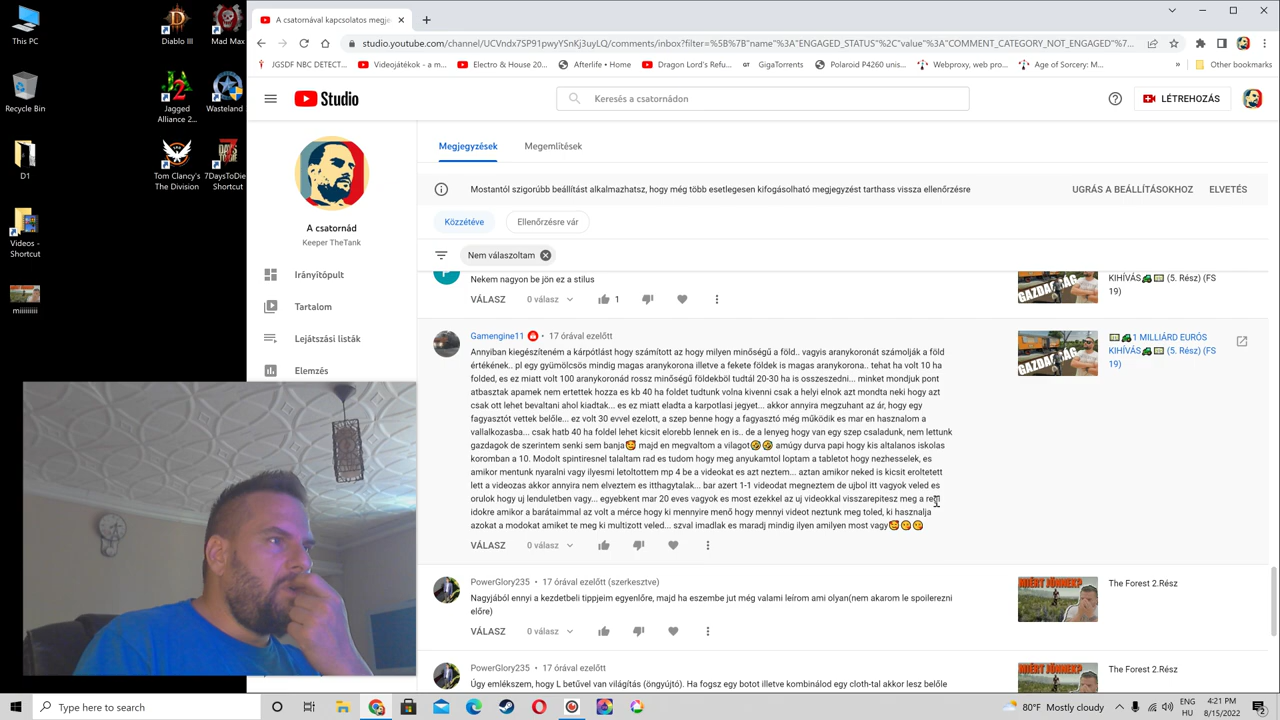 This PC
Diablo III
Mad Max
Recycle Bin
Jagged
Alliance 2...
Wasteland
D1
Tom Clancy's
The Division
7DaysToDie
Shortcut
Videos -
Shortcut
miiiiiiiii
A csatornával kapcsolatos megje
studio.youtube.com/channel/UCVndx7SP91pwyYSnKj3uyLQ/comments/inbox?filter=%5B%7B"name"%3A"ENGAGED_STATUS"%2C"value"%3A"COMMENT_CATEGORY_NOT_ENGAGED"%7...
JGSDF NBC DETECT...
Videojátékok - a m...
Electro & House 20...
Afterlife • Home
Dragon Lord's Refu...
GT GigaTorrents
Polaroid P4260 unis...
Webproxy, web pro...
Age of Sorcery: M...
»
Other bookmarks
Studio
Keresés a csatornádon
LÉTREHOZÁS
A csatornád
Keeper TheTank
Irányítópult
Tartalom
Lejátszási listák
Elemzés
Megjegyzések
Megemlítések
Mostantól szigorúbb beállítást alkalmazhatsz, hogy még több esetlegesen kifogásolható megjegyzést tarthass vissza ellenőrzésre
UGRÁS A BEÁLLÍTÁSOKHOZ
ELVETÉS
Közzétéve
Ellenőrzésre vár
Nem válaszoltam
Nekem nagyon be jön ez a stilus
VÁLASZ 0 válasz 1
GAZDASÁG
KIHÍVÁS🚜💵 (5. Rész) (FS
19)
Gamengine11 • 17 órával ezelőtt
Annyiban kiegészíteném a kárpótlást hogy számított az hogy milyen minőségű a föld.. vagyis aranykoronát számolják a föld
értékének.. pl egy gyümölcsös mindig magas aranykorona illetve a fekete földek is magas aranykorona.. tehat ha volt 10 ha
folded, es ez miatt volt 100 aranykoronád rossz minőségű földekből tudtál 20-30 ha is osszeszedni... minket mondjuk pont
atbasztak apamek nem ertettek hozza es kb 40 ha foldet tudtunk volna kivenni csak a helyi elnok azt mondta neki hogy azt
csak ott lehet bevaltani ahol kiadtak... es ez miatt eladta a karpotlasi jegyet... akkor annyira megzuhant az ár, hogy egy
fagyasztót vettek belőle... ez volt 30 evvel ezelott, a szep benne hogy a fagyasztó még működik es mar en hasznalom a
vallalkozasba... csak hatb 40 ha foldel lehet kicsit elorebb lennek en is.. de a lenyeg hogy van egy szep családunk, nem lettunk
gazdagok de szerintem senki sem banja🥰 majd en megvaltom a vilagot🤣🤣 amúgy durva papi hogy kis altalanos iskolas
koromba a 10. Modolt spintiresnel talaltam rad es tudom hogy meg anyukamtol loptam a tabletot hogy nezhesselek, es
amikor mentunk nyaralni vagy ilyesmi letoltottem mp 4 be a videokat es azt neztem... aztan amikor neked is kicsit eroltetett
lett a videozas akkor annyira nem elveztem es itthagytalak... bar azert 1-1 videodat megneztem de ujbol itt vagyok veled es
orulok hogy uj lenduletben vagy... egyebkent mar 20 eves vagyok es most ezekkel az uj videokkal visszarepitesz meg a regi
idokre amikor a barátaimmal az volt a mérce hogy ki mennyire menő hogy mennyi videot neztunk meg toled, ki hasznalja
azokat a modokat amiket te meg ki multizott veled... szval imadlak es maradj mindig ilyen amilyen most vagy🥰😋😋
VÁLASZ 0 válasz
GAZDASÁG
💵🚜1 MILLIÁRD EURÓS
KIHÍVÁS🚜💵 (5. Rész) (FS
19)
PowerGlory235 • 17 órával ezelőtt (szerkesztve)
Nagyjából ennyi a kezdetbeli tippjeim egyenlőre, majd ha eszembe jut még valami leírom ami olyan(nem akarom le spoilerezni
előre)
VÁLASZ 0 válasz
MIÉRT JÖNNEK?
The Forest 2.Rész
PowerGlory235 • 17 órával ezelőtt
Úgy emlékszem, hogy L betűvel van világítás (öngyújtó). Ha fogsz egy botot illetve kombinálod egy cloth-tal akkor lesz belőle
MIÉRT JÖNNEK?
The Forest 2.Rész
Type here to search
80°F Mostly cloudy
ENG
HU
4:21 PM
8/15/2022
2